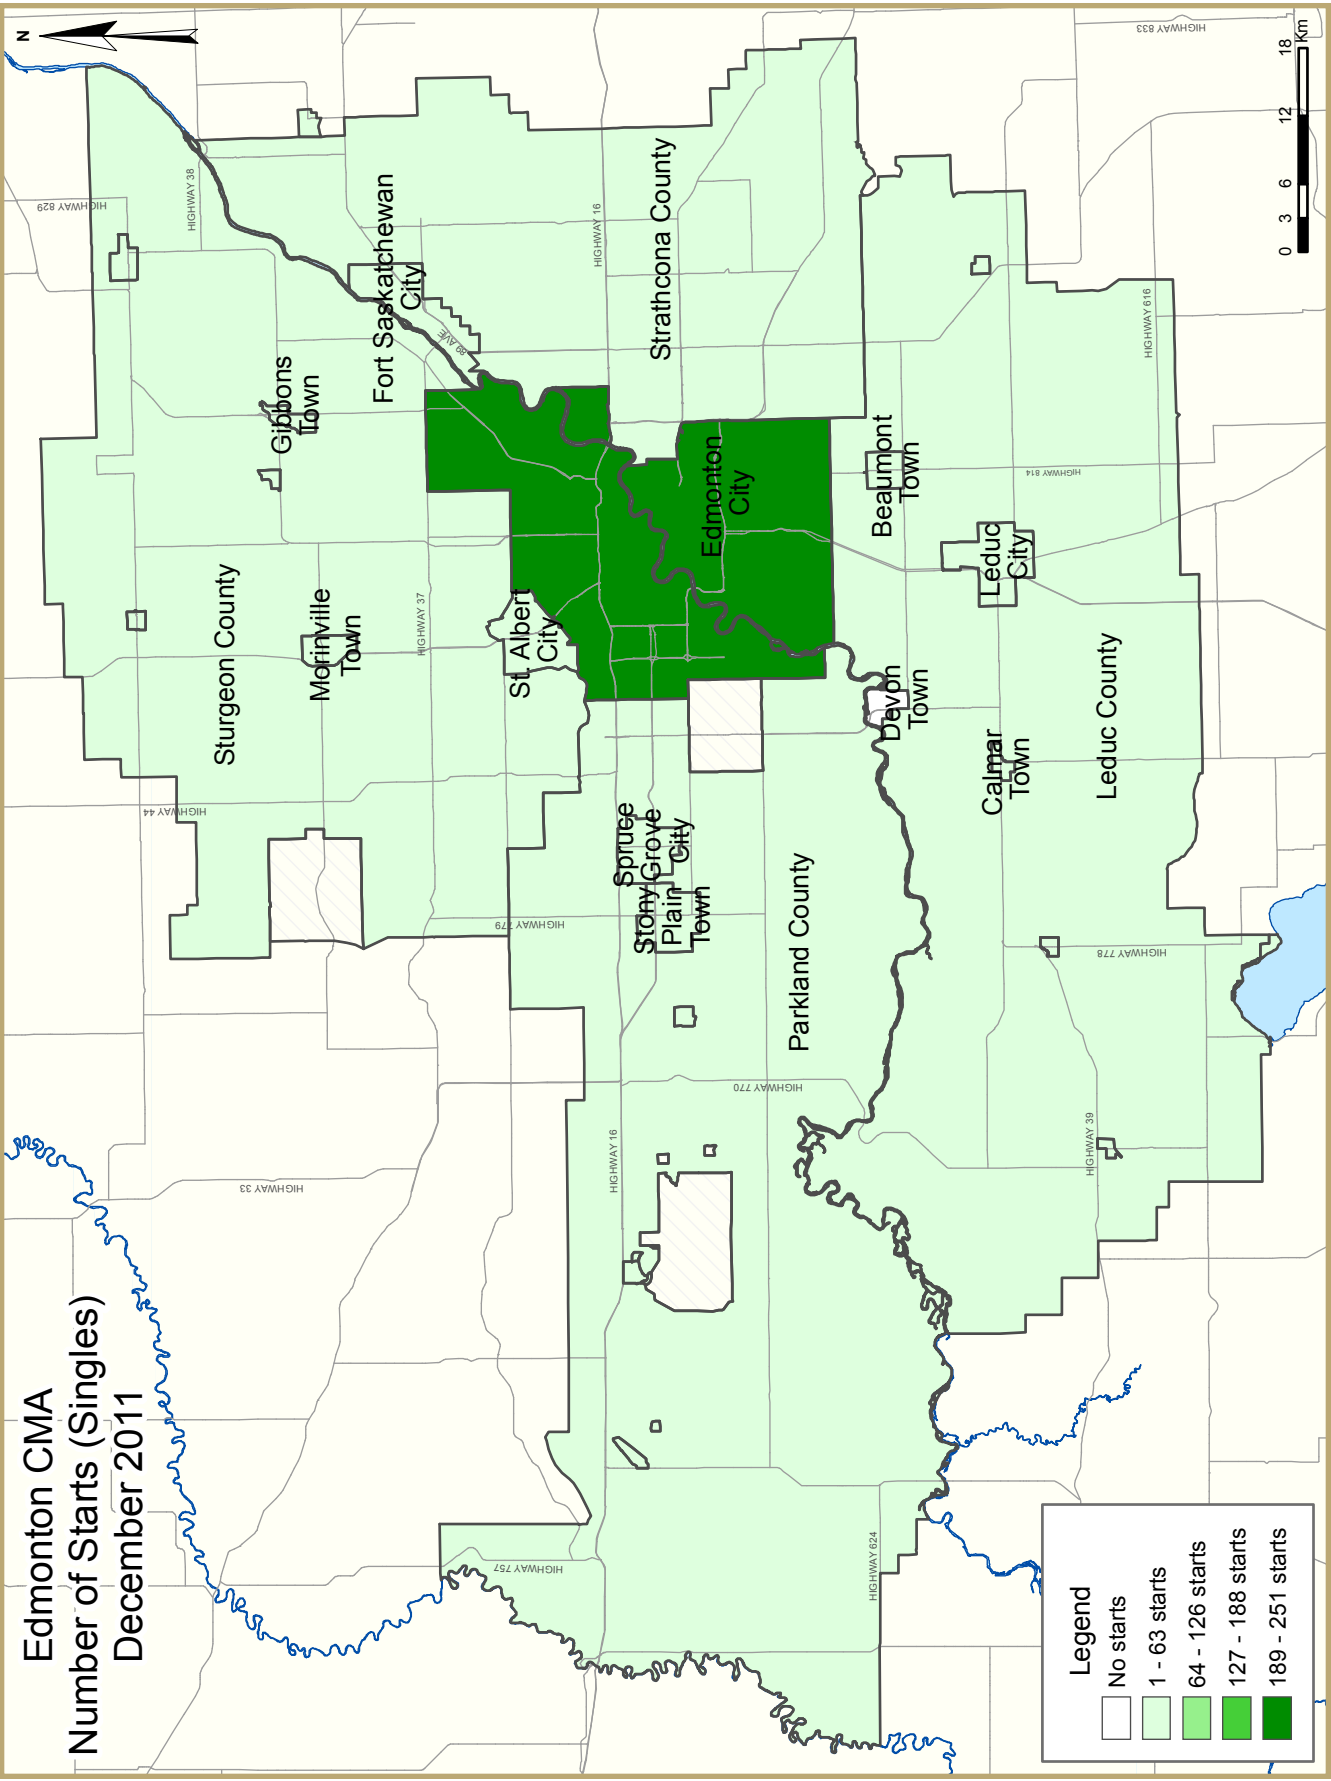 Edmonton CMA
Number of Starts (Singles)
December 2011
N
HIGHWAY 829
HIGHWAY 38
HIGHWAY 833
HIGHWAY 44
HIGHWAY 33
HIGHWAY 37
HIGHWAY 779
HIGHWAY 16
HIGHWAY 16
HIGHWAY 757
HIGHWAY 770
HIGHWAY 624
HIGHWAY 39
HIGHWAY 778
HIGHWAY 814
HIGHWAY 616
89 AVE
Sturgeon County
Gibbons
Town
Morinville
Town
Fort Saskatchewan
City
St. Albert
City
Strathcona County
Edmonton
City
Spruce
Grove
City
Stony
Plain
Town
Parkland County
Beaumont
Town
Devon
Town
Leduc
City
Calmar
Town
Leduc County
Legend
No starts
1 - 63 starts
64 - 126 starts
127 - 188 starts
189 - 251 starts
0 3 6 12 18
Km